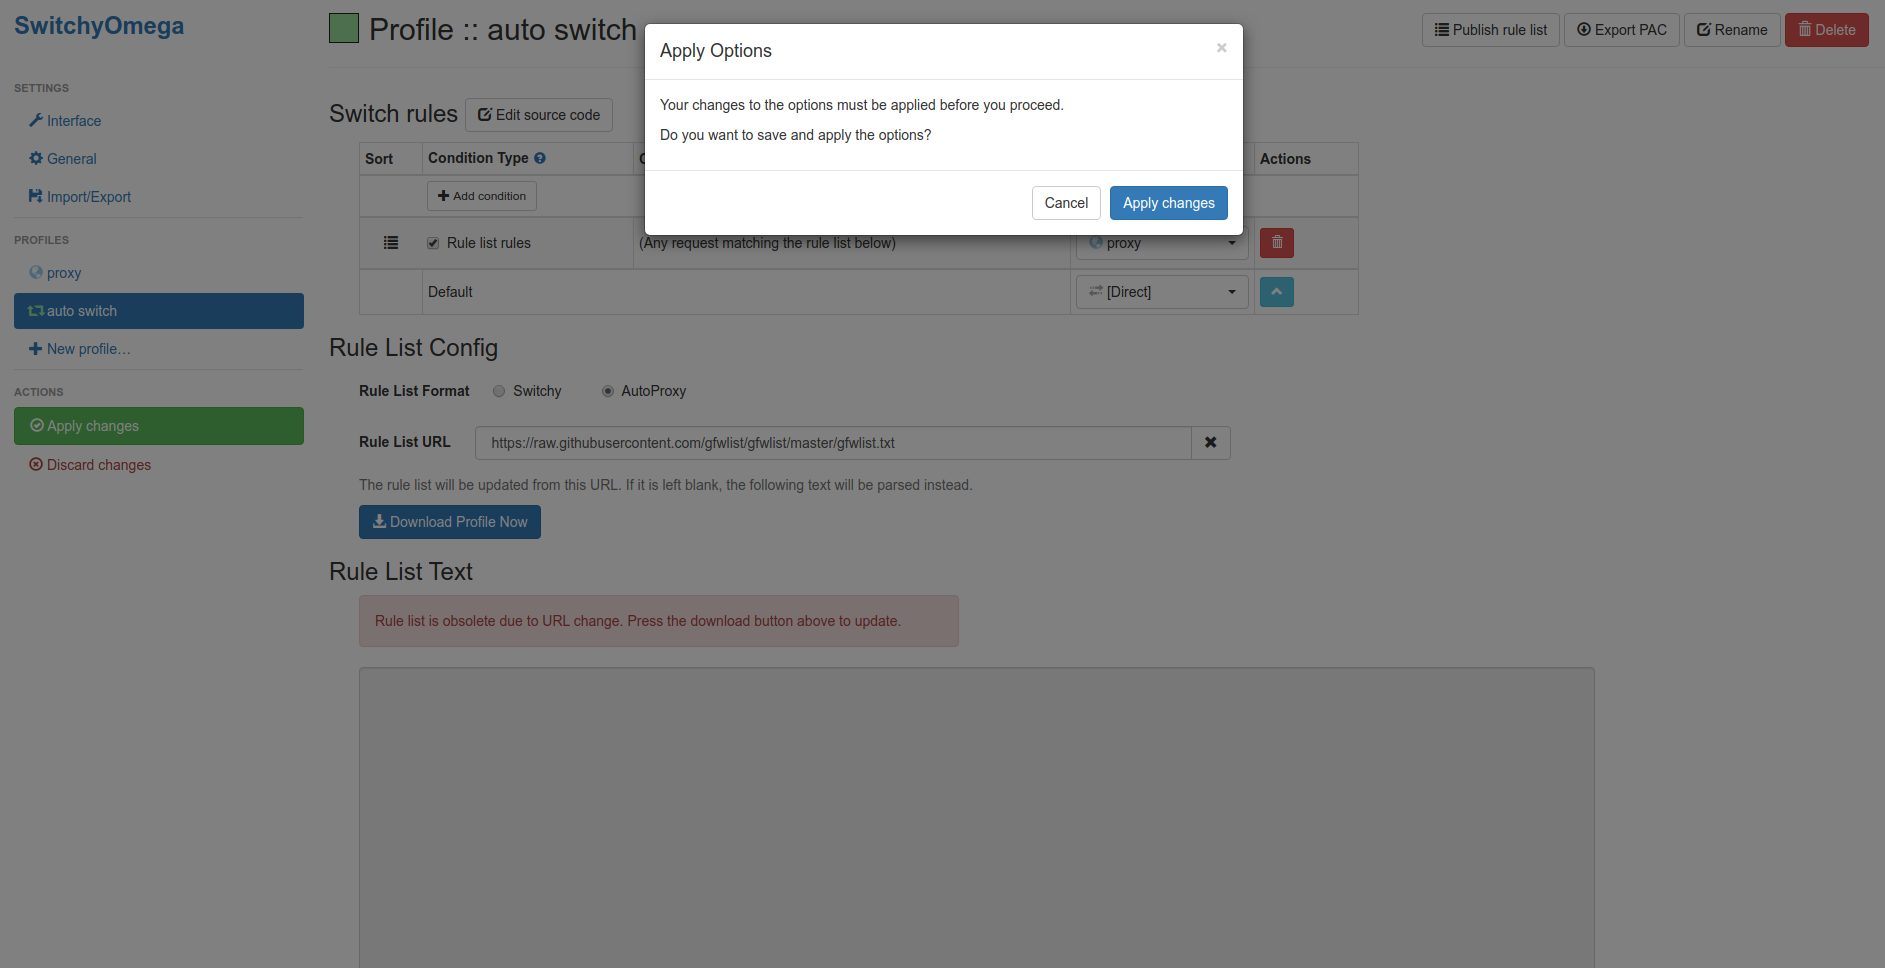 SwitchyOmega
SETTINGS
Interface
General
Import/Export
PROFILES
proxy
auto switch
New profile…
ACTIONS
Apply changes
Discard changes
Profile :: auto switch
Publish rule list
Export PAC
Rename
Delete
Apply Options
×
Your changes to the options must be applied before you proceed.
Do you want to save and apply the options?
Cancel
Apply changes
Switch rules
Edit source code
Sort
Condition Type
Actions
Add condition
Rule list rules
(Any request matching the rule list below)
proxy
Default
[Direct]
Rule List Config
Rule List Format
Switchy
AutoProxy
Rule List URL
https://raw.githubusercontent.com/gfwlist/gfwlist/master/gfwlist.txt
The rule list will be updated from this URL. If it is left blank, the following text will be parsed instead.
Download Profile Now
Rule List Text
Rule list is obsolete due to URL change. Press the download button above to update.